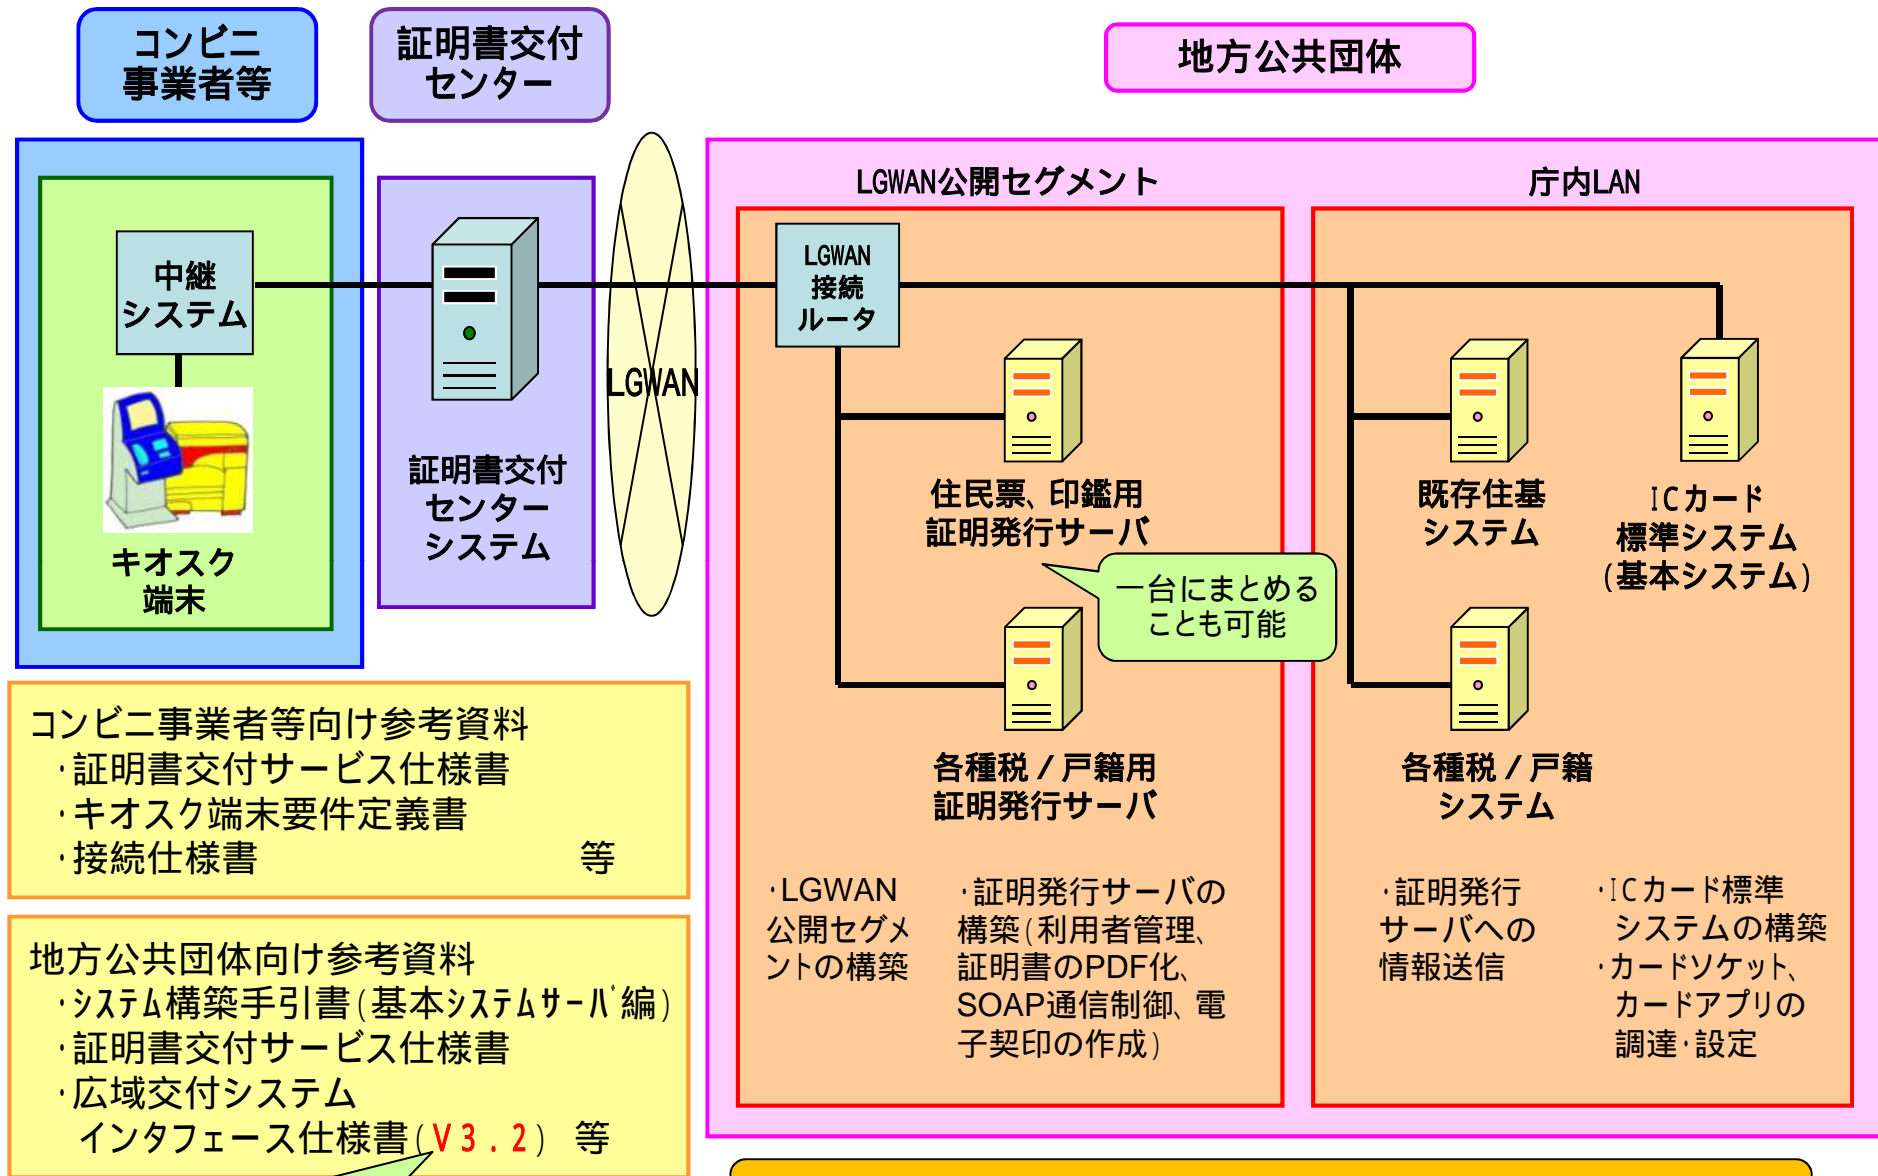 コンビニ
事業者等
証明書交付
センター
地方公共団体
LGWAN公開セグメント
庁内LAN
中継
システム
キオスク
端末
証明書交付
センター
システム
LGWAN
LGWAN
接続
ルータ
住民票、印鑑用
証明発行サーバ
一台にまとめる
ことも可能
各種税/戸籍用
証明発行サーバ
既存住基
システム
ICカード
標準システム
(基本システム)
各種税/戸籍
システム
・LGWAN
公開セグメ
ントの構築
・証明発行サーバの
構築(利用者管理、
証明書のPDF化、
SOAP通信制御、電
子契印の作成)
・証明発行
サーバへの
情報送信
・ICカード標準
システムの構築
・カードソケット、
カードアプリの
調達・設定
コンビニ事業者等向け参考資料
・証明書交付サービス仕様書
・キオスク端末要件定義書
・接続仕様書 等
地方公共団体向け参考資料
・システム構築手引書(基本システムサーバ編)
・証明書交付サービス仕様書
・広域交付システム
インタフェース仕様書(V3.2) 等